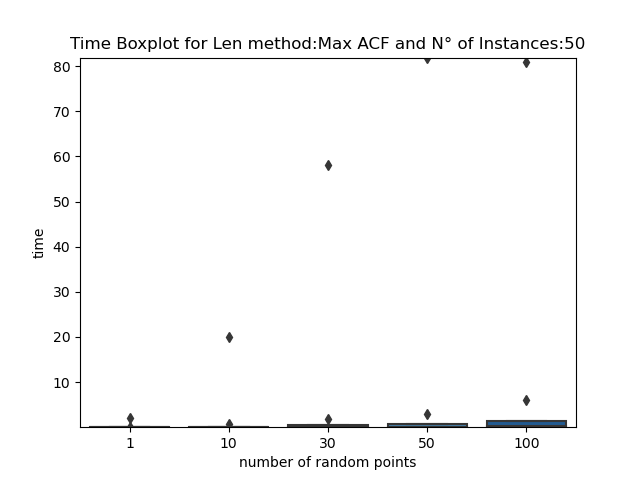 Time Boxplot for Len method:Max ACF and N° of Instances:50
80
70
60
50
40
30
20
10
time
1 10 30 50 100
number of random points